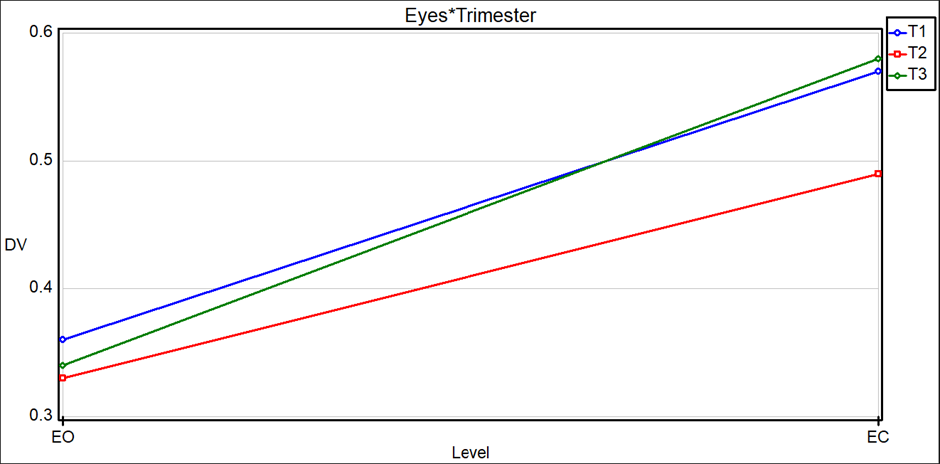 Eyes*Trimester
T1
T2
T3
0.6
0.5
DV
0.4
0.3
EO
EC
Level